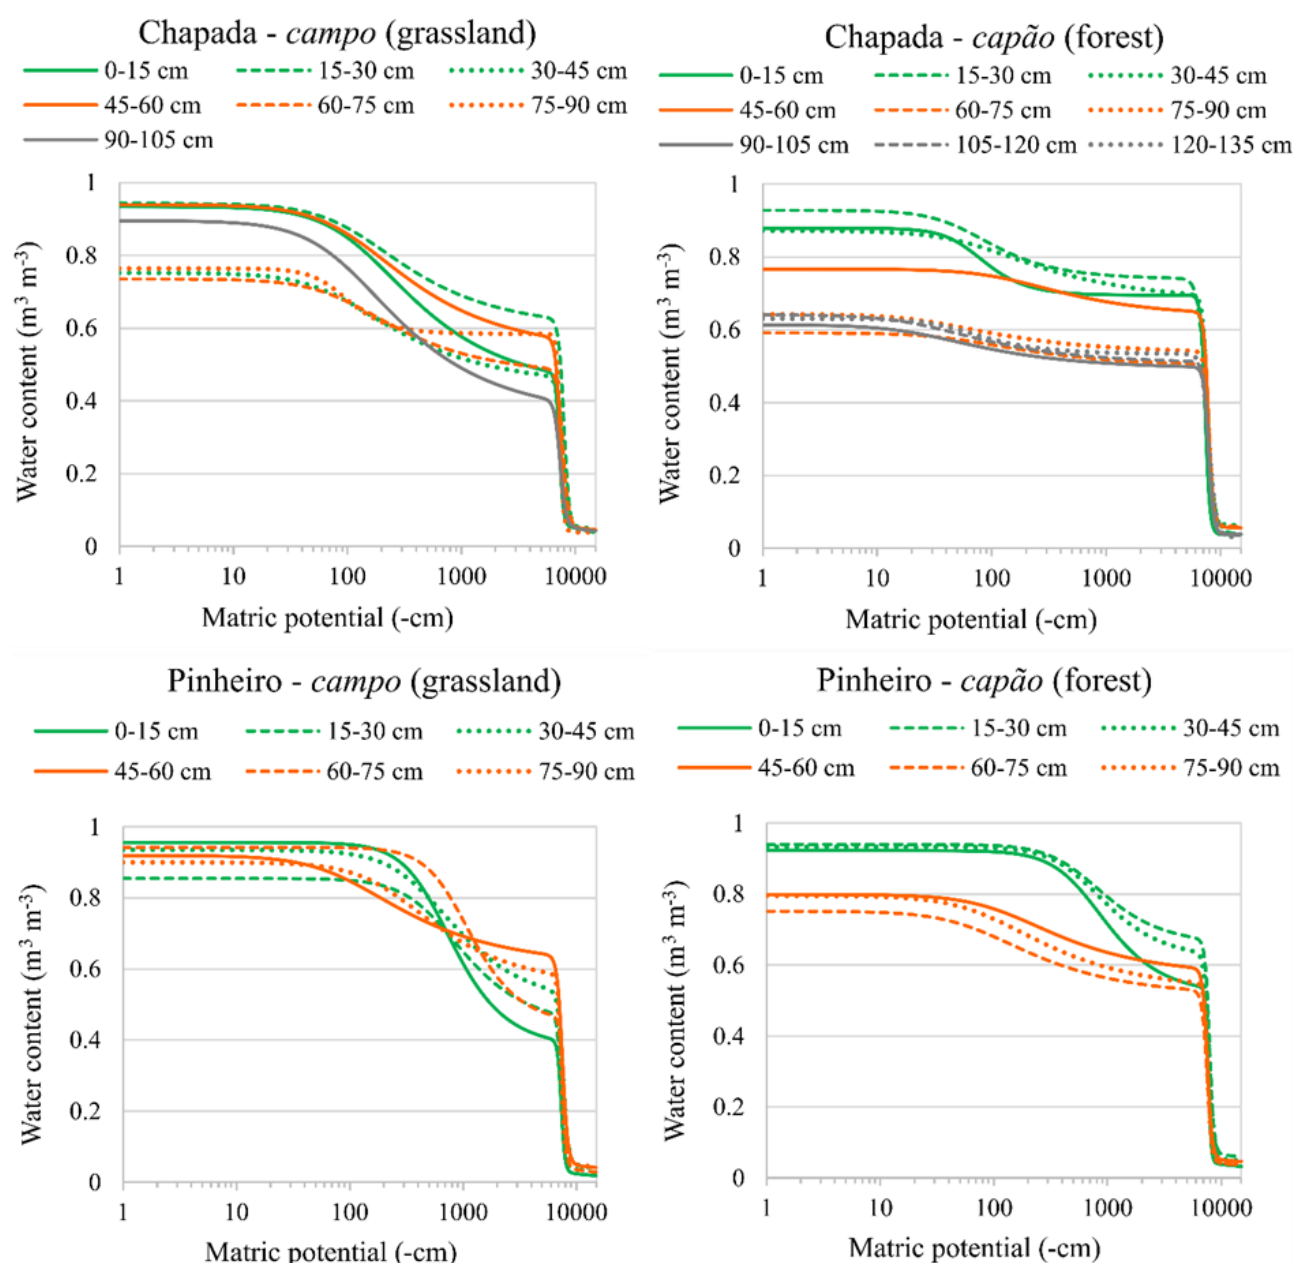 Chapada - campo (grassland)
0-15 cm 15-30 cm 30-45 cm
45-60 cm 60-75 cm 75-90 cm
90-105 cm
1
0.8
0.6
0.4
0.2
0
Water content (m³ m⁻³)
1 10 100 1000 10000
Matric potential (-cm)
Chapada - capão (forest)
0-15 cm 15-30 cm 30-45 cm
45-60 cm 60-75 cm 75-90 cm
90-105 cm 105-120 cm 120-135 cm
1
0.8
0.6
0.4
0.2
0
Water content (m³ m⁻³)
1 10 100 1000 10000
Matric potential (-cm)
Pinheiro - campo (grassland)
0-15 cm 15-30 cm 30-45 cm
45-60 cm 60-75 cm 75-90 cm
1
0.8
0.6
0.4
0.2
0
Water content (m³ m⁻³)
1 10 100 1000 10000
Matric potential (-cm)
Pinheiro - capão (forest)
0-15 cm 15-30 cm 30-45 cm
45-60 cm 60-75 cm 75-90 cm
1
0.8
0.6
0.4
0.2
0
Water content (m³ m⁻³)
1 10 100 1000 10000
Matric potential (-cm)